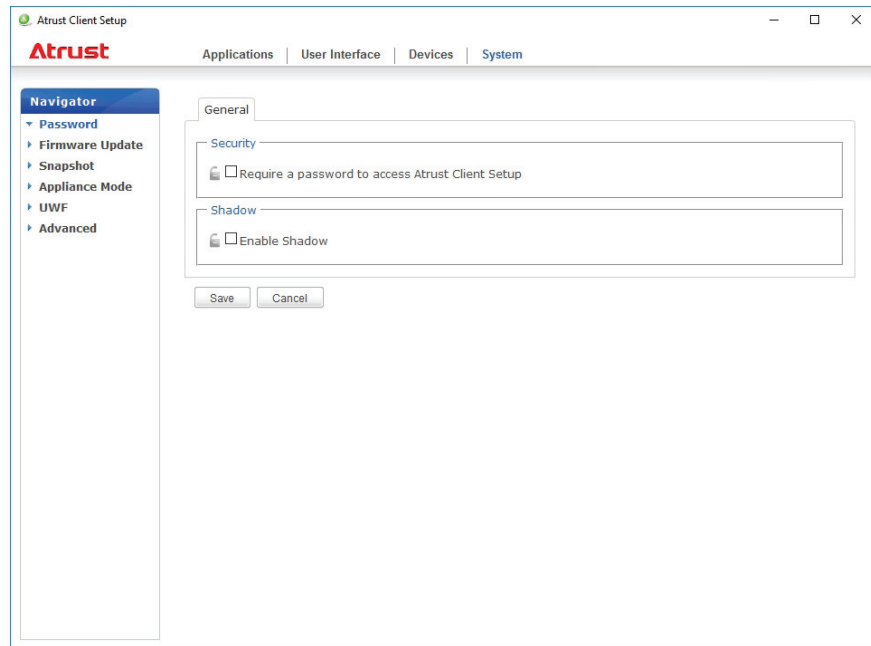 Atrust Client Setup
Atrust
Applications | User Interface | Devices | System
Navigator
Password
Firmware Update
Snapshot
Appliance Mode
UWF
Advanced
General
Security
Require a password to access Atrust Client Setup
Shadow
Enable Shadow
Save Cancel